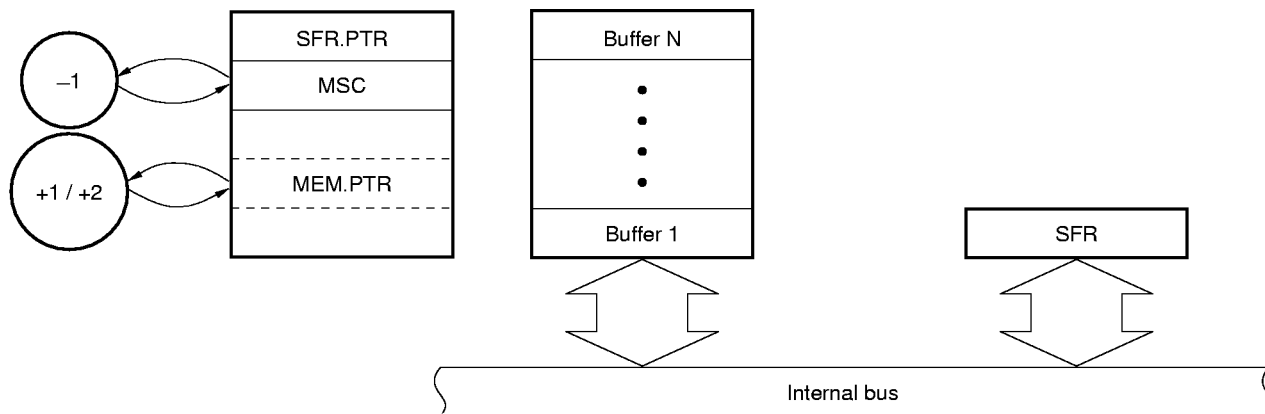 SFR.PTR
–1
MSC
+1 / +2
MEM.PTR
Buffer N
Buffer 1
SFR
Internal bus